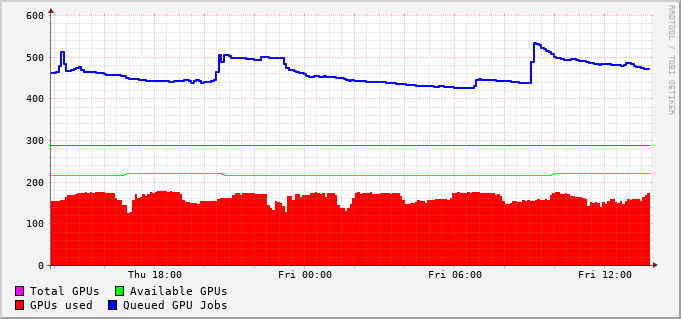 600
500
400
300
200
100
0
Thu 18:00 Fri 00:00 Fri 06:00 Fri 12:00
Total GPUs Available GPUs
GPUs used Queued GPU Jobs
RRDTOOL / TOBI OETIKER